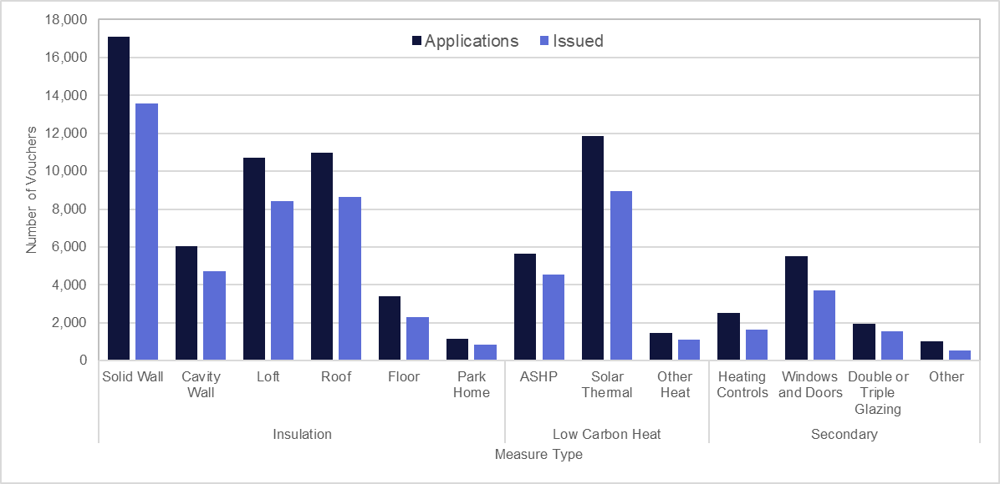 18,000
16,000
14,000
12,000
10,000
8,000
6,000
4,000
2,000
0
Number of Vouchers
Applications
Issued
Solid Wall
Cavity
Wall
Loft
Roof
Floor
Park
Home
ASHP
Solar
Thermal
Other
Heat
Heating
Controls
Windows
and Doors
Double or
Triple
Glazing
Other
Insulation
Low Carbon Heat
Secondary
Measure Type